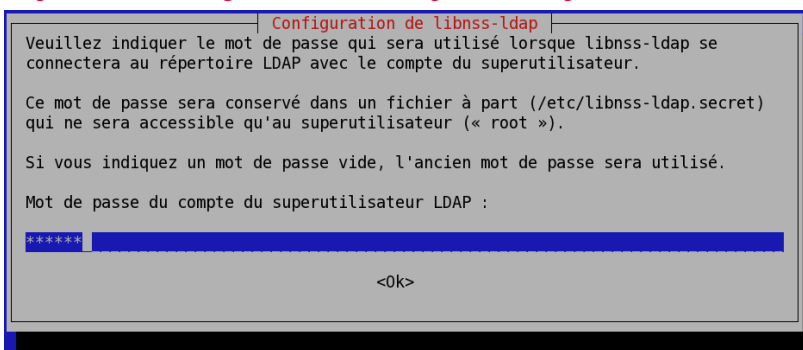 Configuration de libnss-ldap
Veuillez indiquer le mot de passe qui sera utilisé lorsque libnss-ldap se
connectera au répertoire LDAP avec le compte du superutilisateur.
Ce mot de passe sera conservé dans un fichier à part (/etc/libnss-ldap.secret)
qui ne sera accessible qu'au superutilisateur (« root »).
Si vous indiquez un mot de passe vide, l'ancien mot de passe sera utilisé.
Mot de passe du compte du superutilisateur LDAP :
******
<Ok>